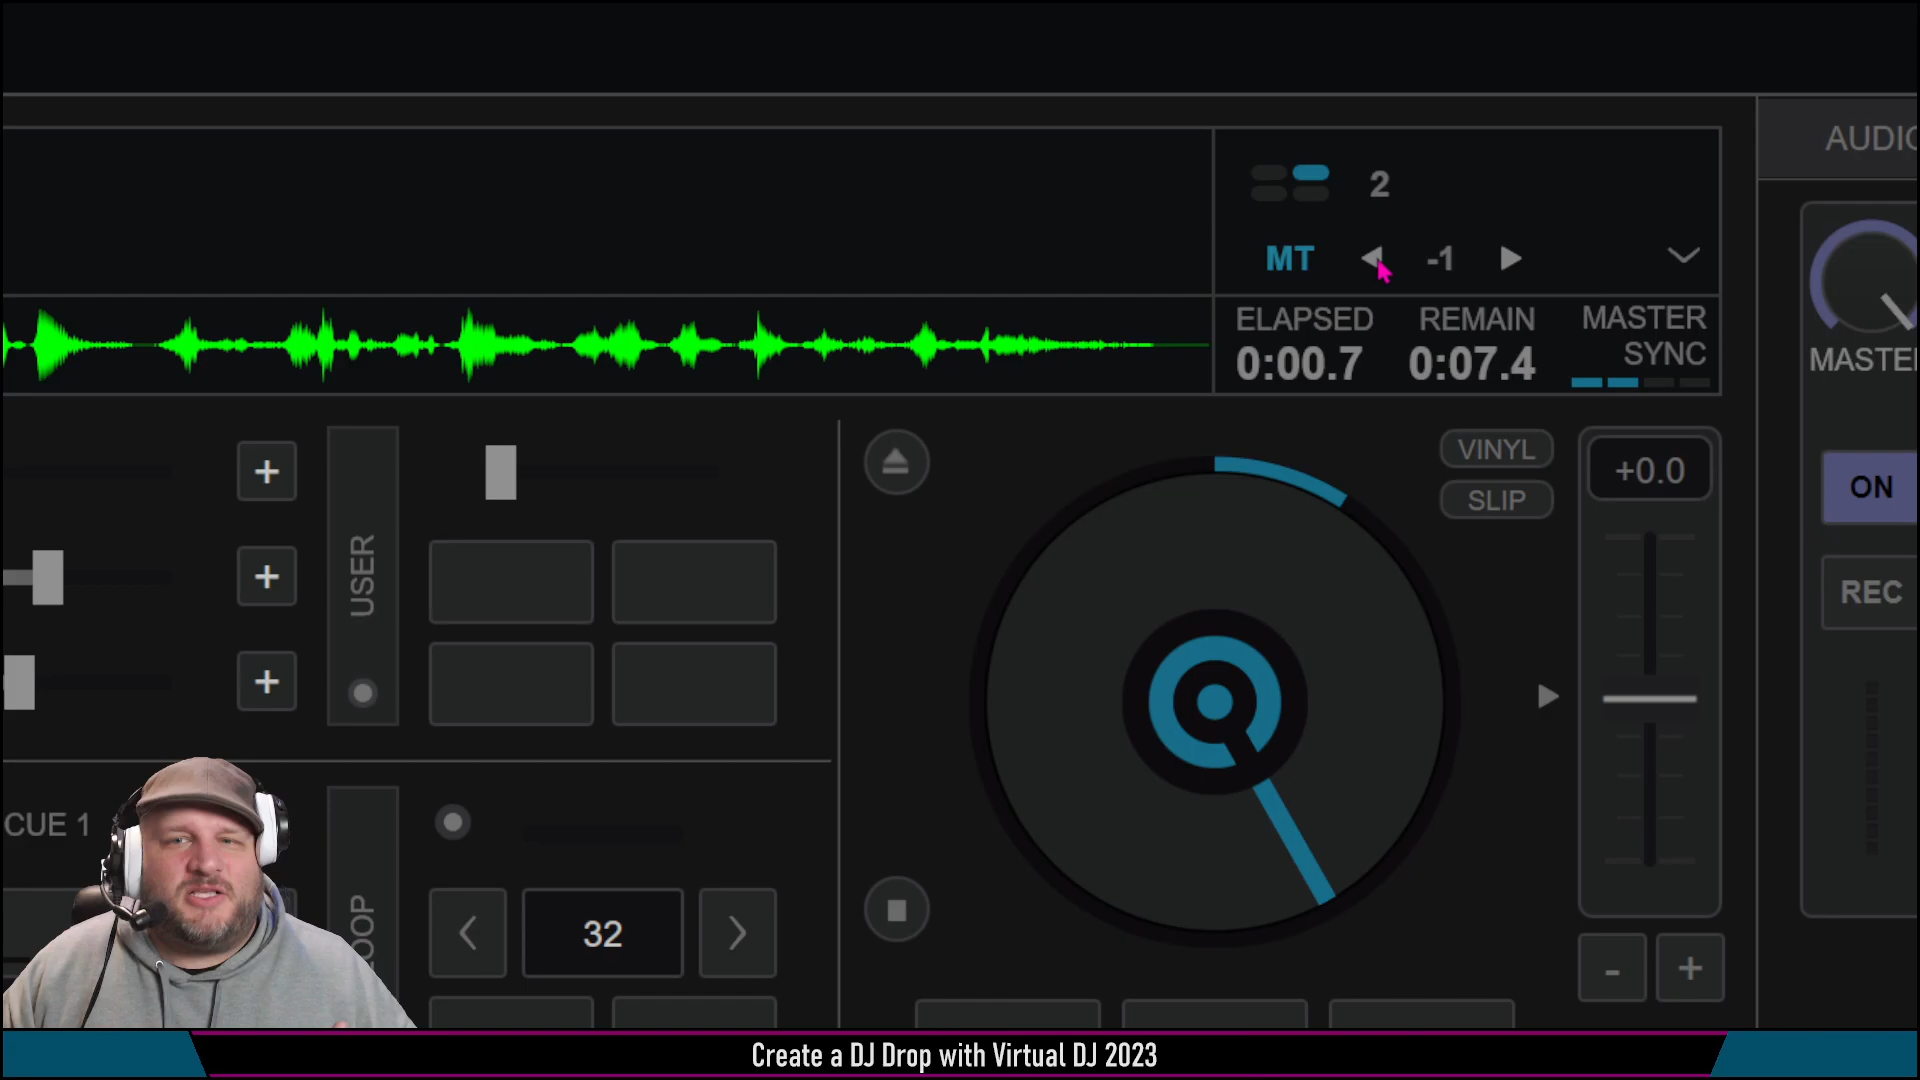 AUDIO
2
MT -1
ELAPSED REMAIN MASTER
SYNC
0:00.7 0:07.4
MASTER
VINYL
SLIP
+0.0
ON
REC
+
+
+
USER
CUE 1
LOOP
32
- +
Create a DJ Drop with Virtual DJ 2023